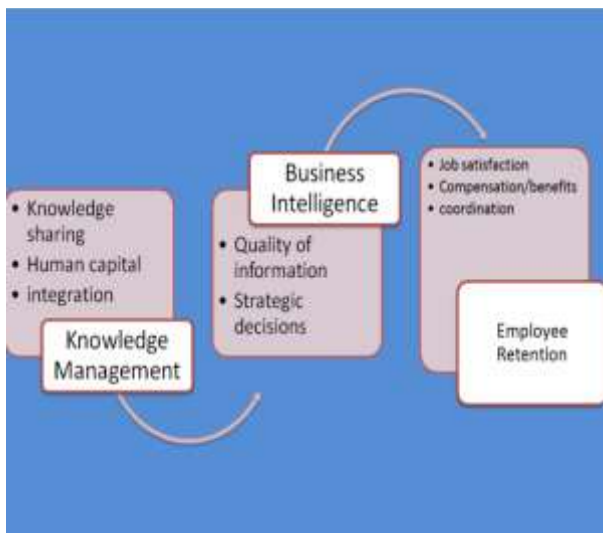 • Knowledge
sharing
• Human capital
• integration
Knowledge
Management
Business
Intelligence
• Quality of
information
• Strategic
decisions
• Job satisfaction
• Compensation/benefits
• coordination
Employee
Retention